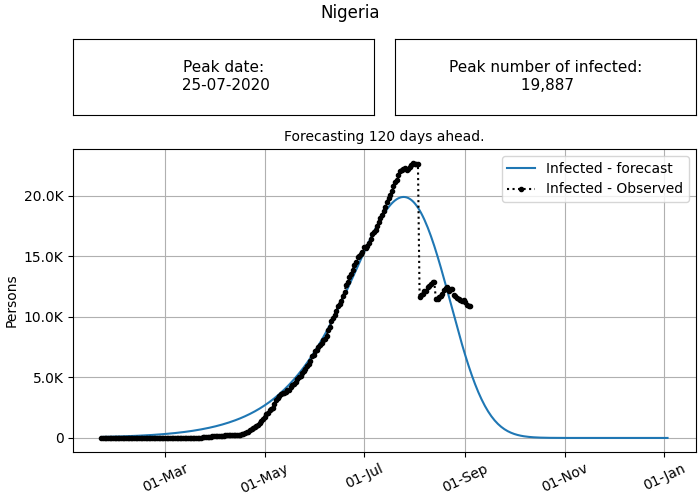 Nigeria
Peak date:
25-07-2020
Peak number of infected:
19,887
Forecasting 120 days ahead.
Infected - forecast
Infected - Observed
Persons
20.0K
15.0K
10.0K
5.0K
0
01-Mar
01-May
01-Jul
01-Sep
01-Nov
01-Jan